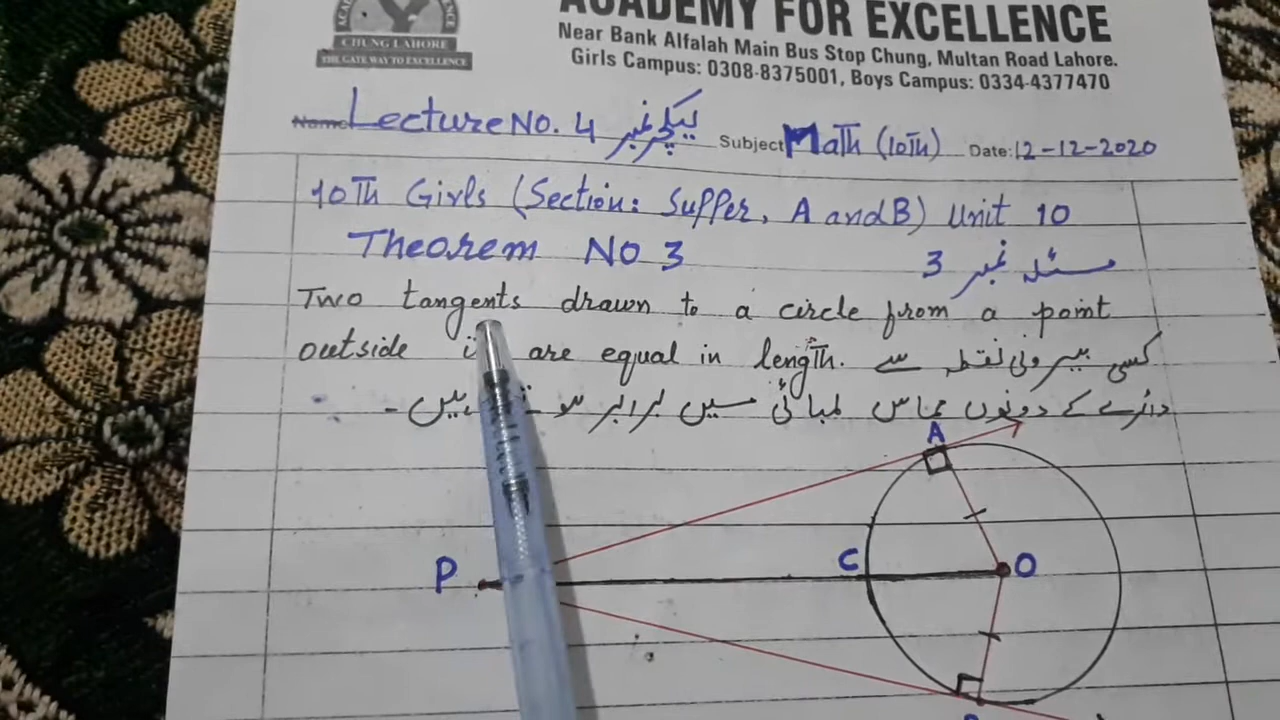 CHUNG LAHORE
THE GATE WAY TO EXCELLENCE
ACADEMY FOR EXCELLENCE
Near Bank Alfalah Main Bus Stop Chung, Multan Road Lahore.
Girls Campus: 0308-8375001, Boys Campus: 0334-4377470
Name Lecture No. 4 لیکچر نمبر Subject Math (10Th) Date: 12-12-2020
10Th Girls (Section: Supper, A and B) Unit 10
Theorem NO 3 مسئلہ نمبر 3
Two tangents drawn to a circle from a point
outside are equal in length. کسی بیرونی نقطہ سے
دائرے کے دونوں مماس لمبائی میں برابر ہیں -
A
P
C
O